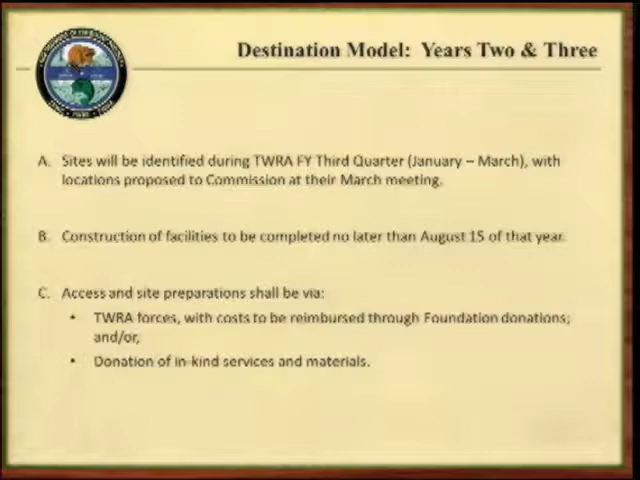 Destination Model: Years Two & Three
A. Sites will be identified during TWRA FY Third Quarter (January – March), with
locations proposed to Commission at their March meeting.
B. Construction of facilities to be completed no later than August 15 of that year.
C. Access and site preparations shall be via:
• TWRA forces, with costs to be reimbursed through Foundation donations;
and/or,
• Donation of in-kind services and materials.